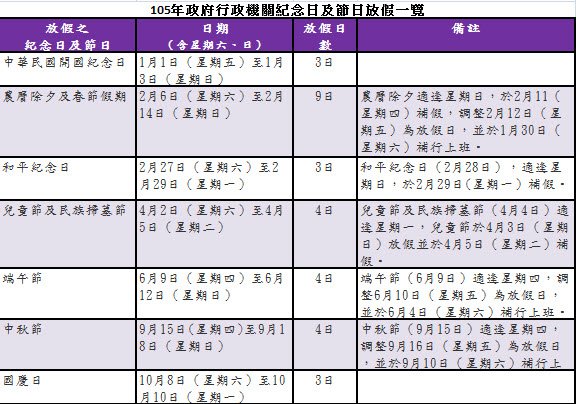 105年政府行政機關紀念日及節日放假一覽
放假之
紀念日及節日
日期
(含星期六、日)
放假日
數
備註
中華民國開國紀念日
1月1日（星期五）至1月
3日（星期日）
3日
農曆除夕及春節假期
2月6日（星期六）至2月
14日（星期日）
9日
農曆除夕適逢星期日，於2月11（
星期四）補假，調整2月12日（星
期五）為放假日，並於1月30日（
星期六）補行上班。
和平紀念日
2月27日（星期六）至2
月29日（星期一）
3日
和平紀念日（2月28日），適逢星
期日，於2月29日(星期一）補假。
兒童節及民族掃墓節
4月2日（星期六）至4月
5日（星期二）
4日
兒童節及民族掃墓節（4月4日）適
逢星期一，兒童節於4月3日（星期
日）放假並於4月5日（星期二）補
假。
端午節
6月9日（星期四）至6月
12日（星期日）
4日
端午節（6月9日）適逢星期四，調
整6月10日（星期五）為放假日，
並於6月4日（星期六）補行上班。
中秋節
9月15日(星期四)至9月1
8日（星期日）
4日
中秋節（9月15日）適逢星期四，
調整9月16日（星期五）為放假日
，並於9月10日（星期六）補行上
國慶日
10月8日（星期六）至10
月10日（星期一）
3日